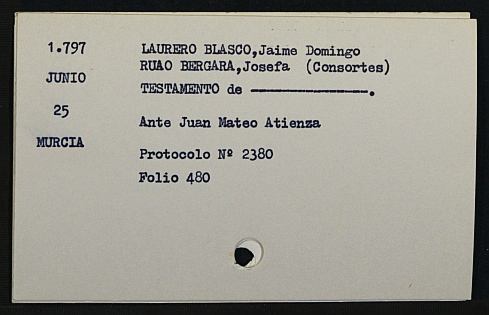 1.797 LAURERO BLASCO,Jaime Domingo
RUAO BERGARA,Josefa (Consortes)
JUNIO
TESTAMENTO de ----------------.
25
Ante Juan Mateo Atienza
MURCIA
Protocolo Nº 2380
Folio 480